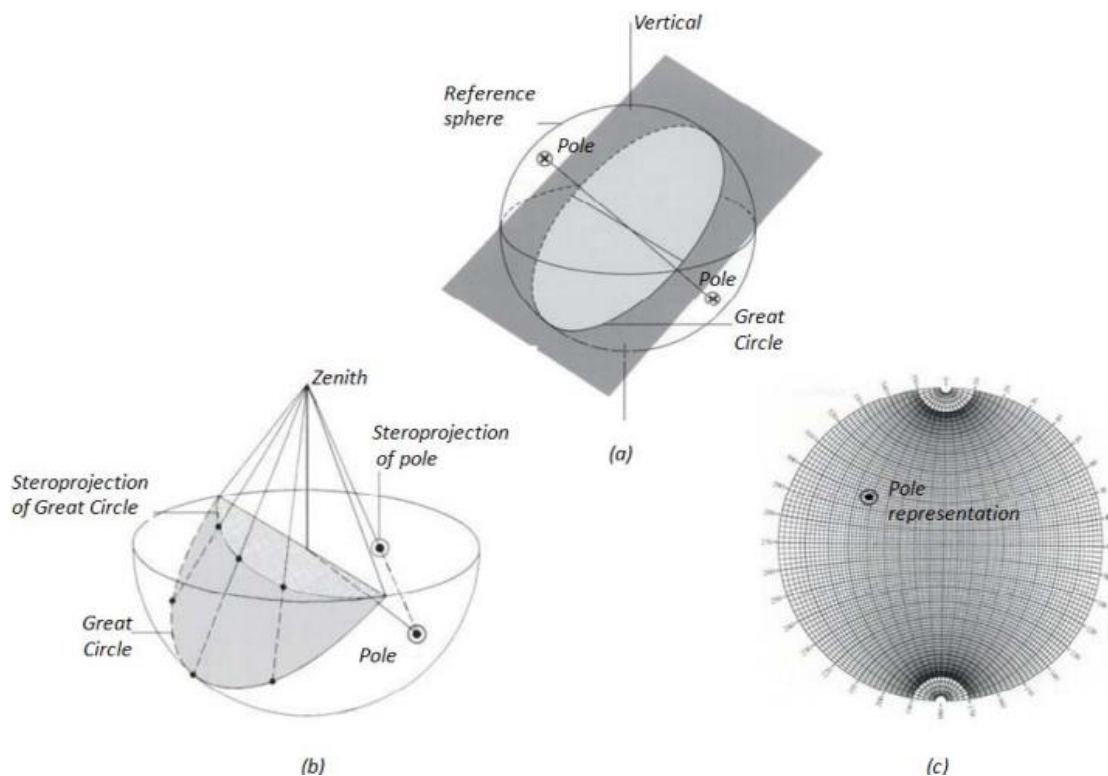 Vertical
Reference
sphere
Pole
Pole
Great
Circle
(a)
Zenith
Steroprojection
of pole
Steroprojection
of Great Circle
Great
Circle
Pole
(b)
Pole
representation
(c)